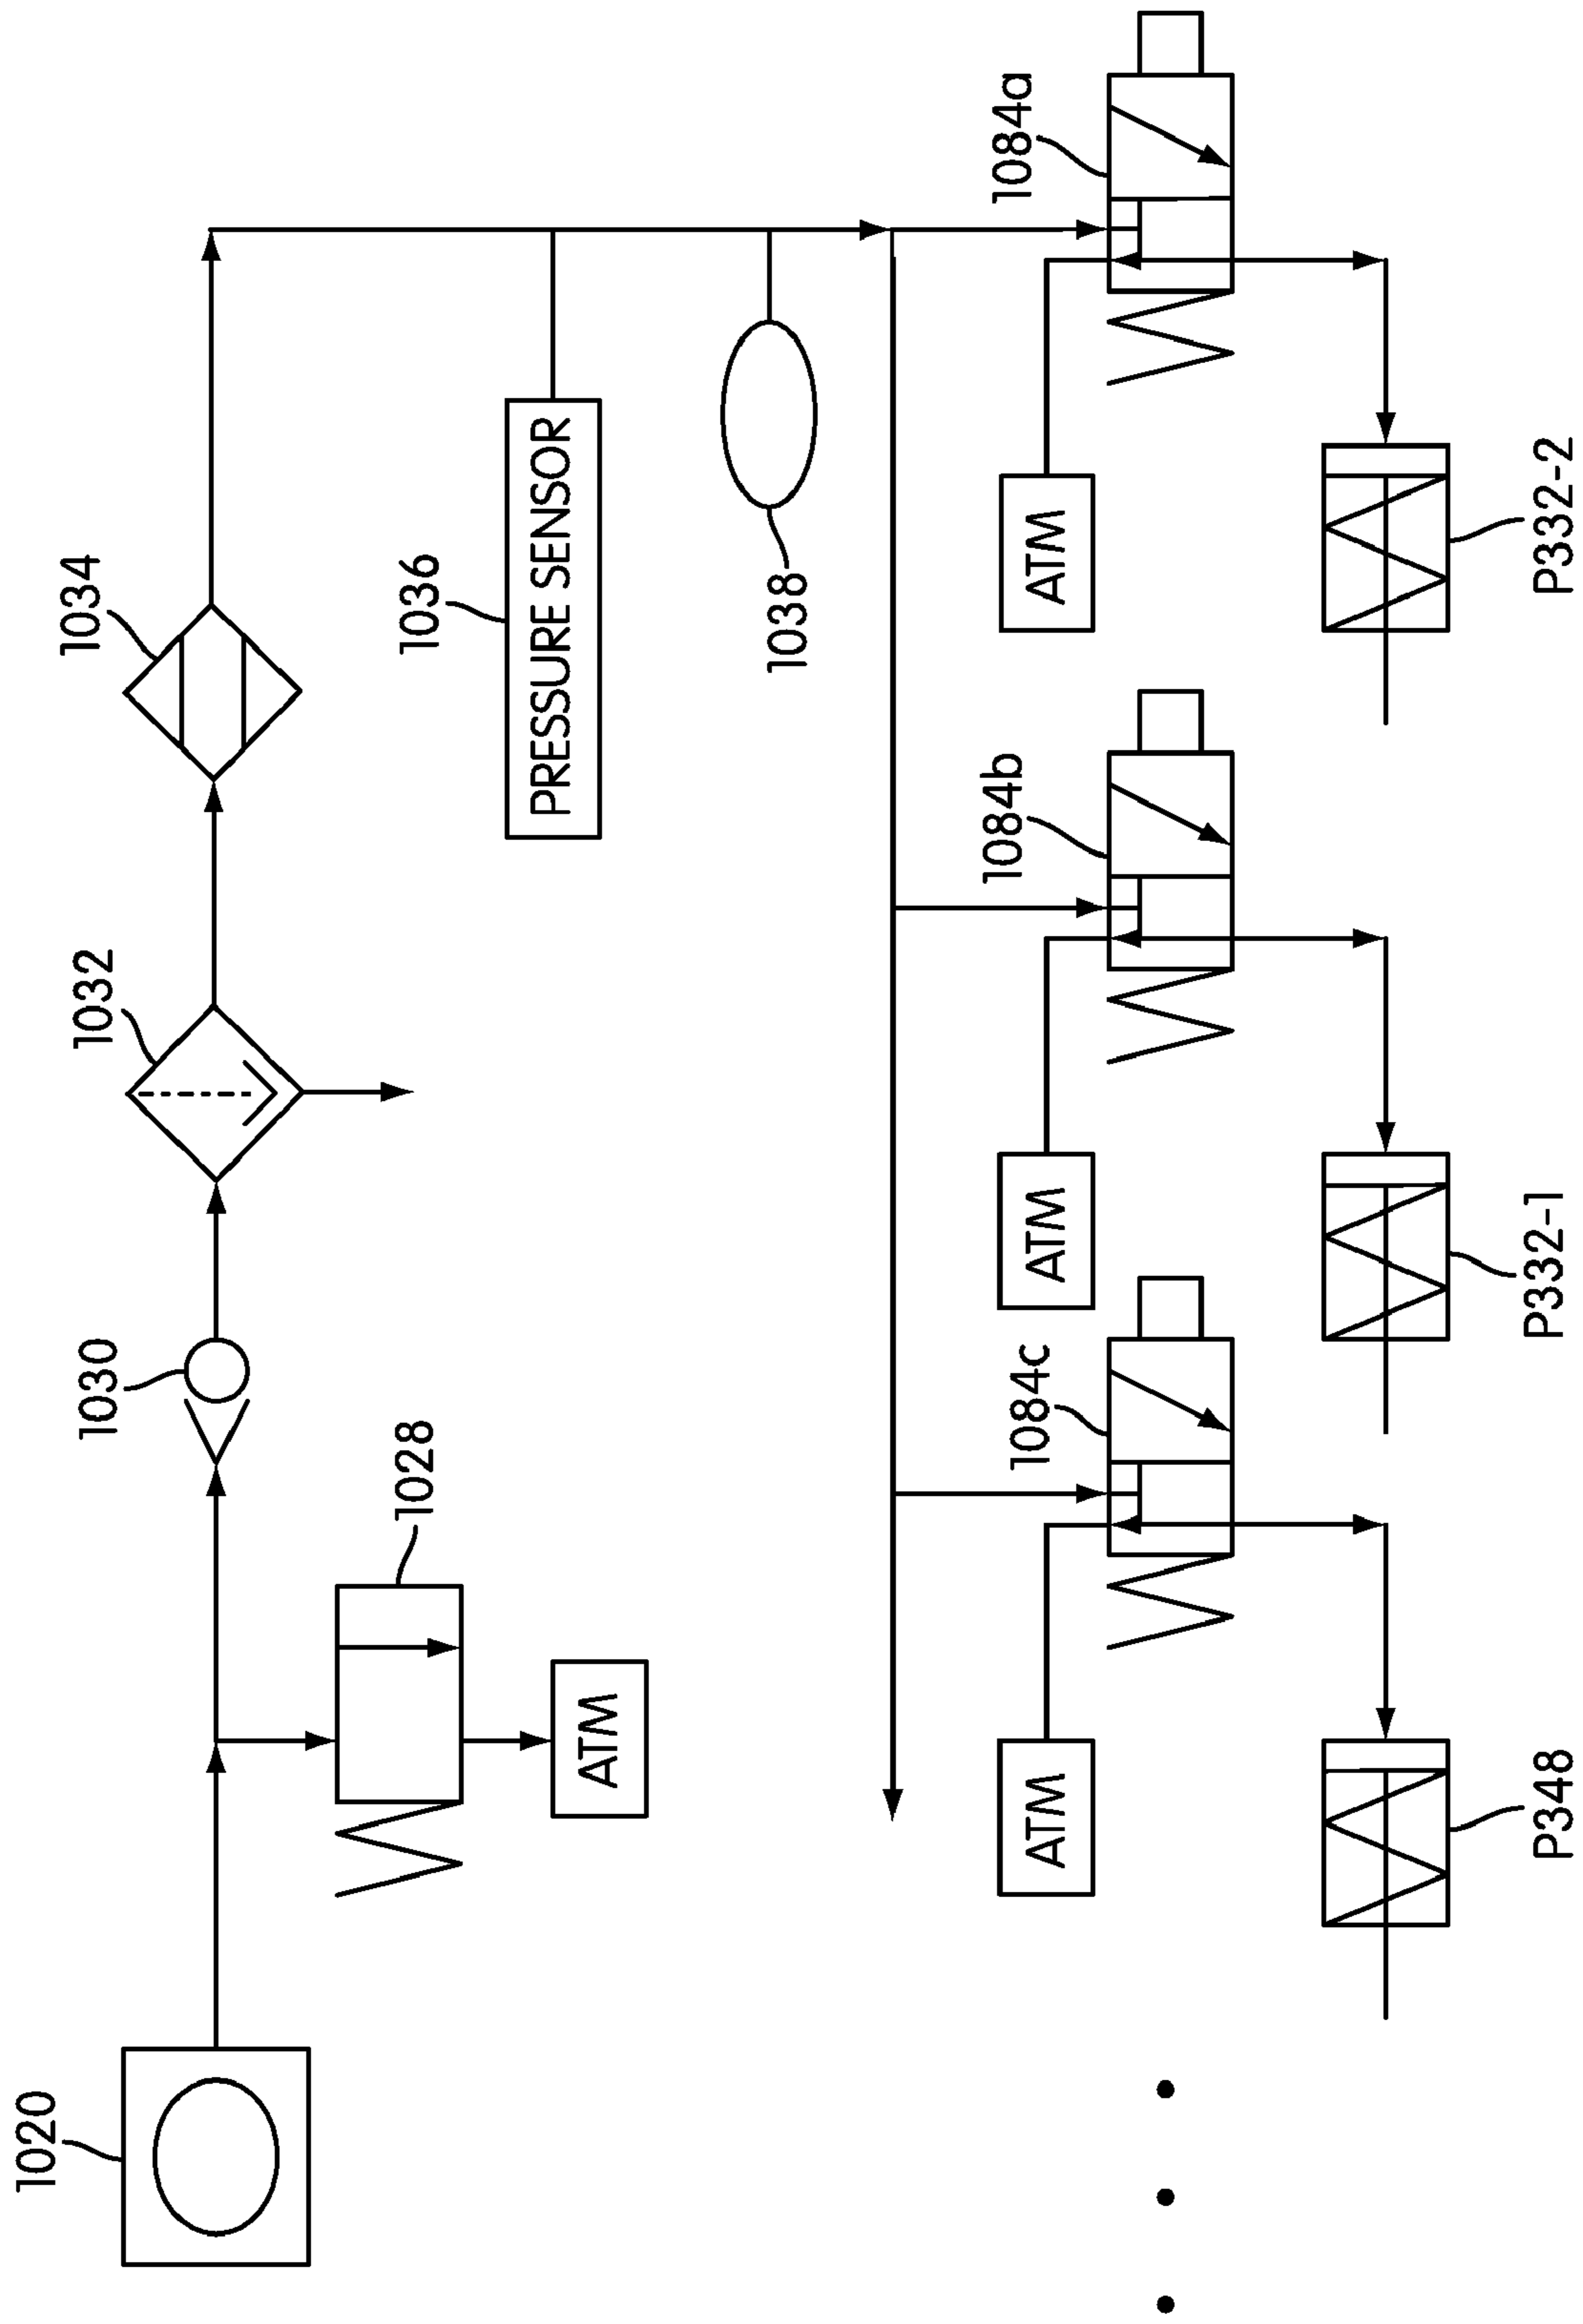 1020
1030
1032
1034
1028
ATM
1036
PRESSURE SENSOR
1038
1084c
1084b
1084a
ATM
ATM
ATM
P348
P332-1
P332-2